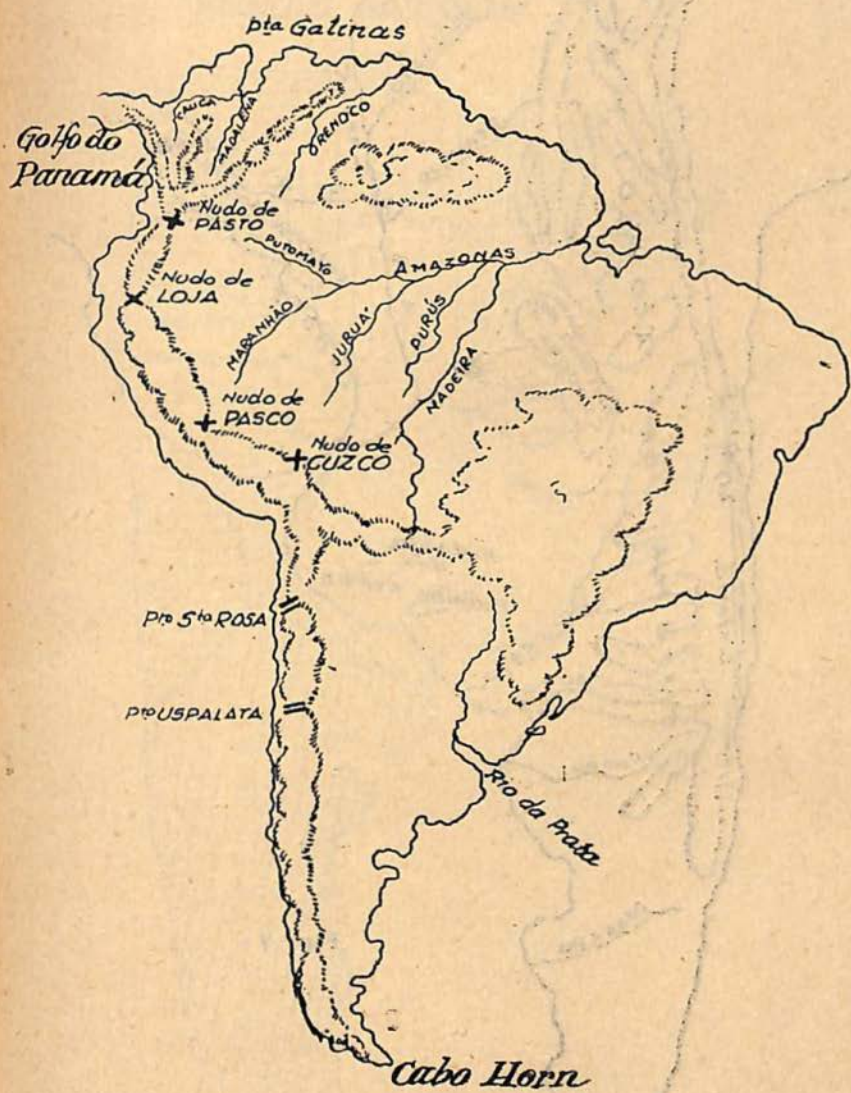 pta Galinas
CAUCA
MADALENA
ORENOCO
Golfo do
Panamá
Nudo de
PASTO
PUTOMAYO
AMAZONAS
Nudo de
LOJA
MARANHÃO
JURUÁ
PURÚS
MADEIRA
Nudo de
PASCO
Nudo de
CUZCO
Pto Sta ROSA
Pto USPALATA
Rio da Prata
Cabo Horn